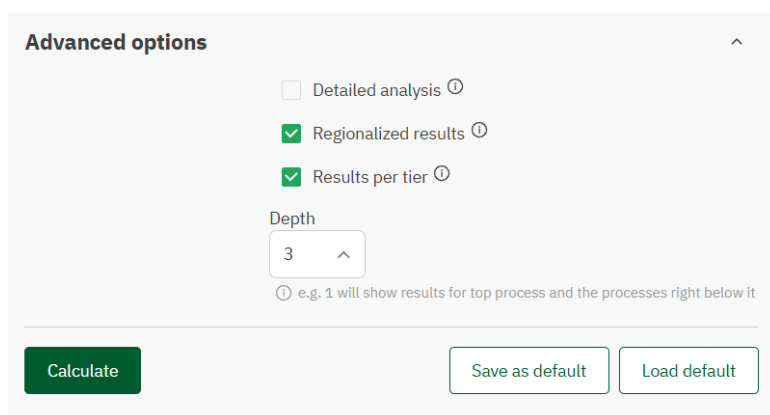 Advanced options
Detailed analysis
Regionalized results
Results per tier
Depth
3
e.g. 1 will show results for top process and the processes right below it
Calculate
Save as default
Load default